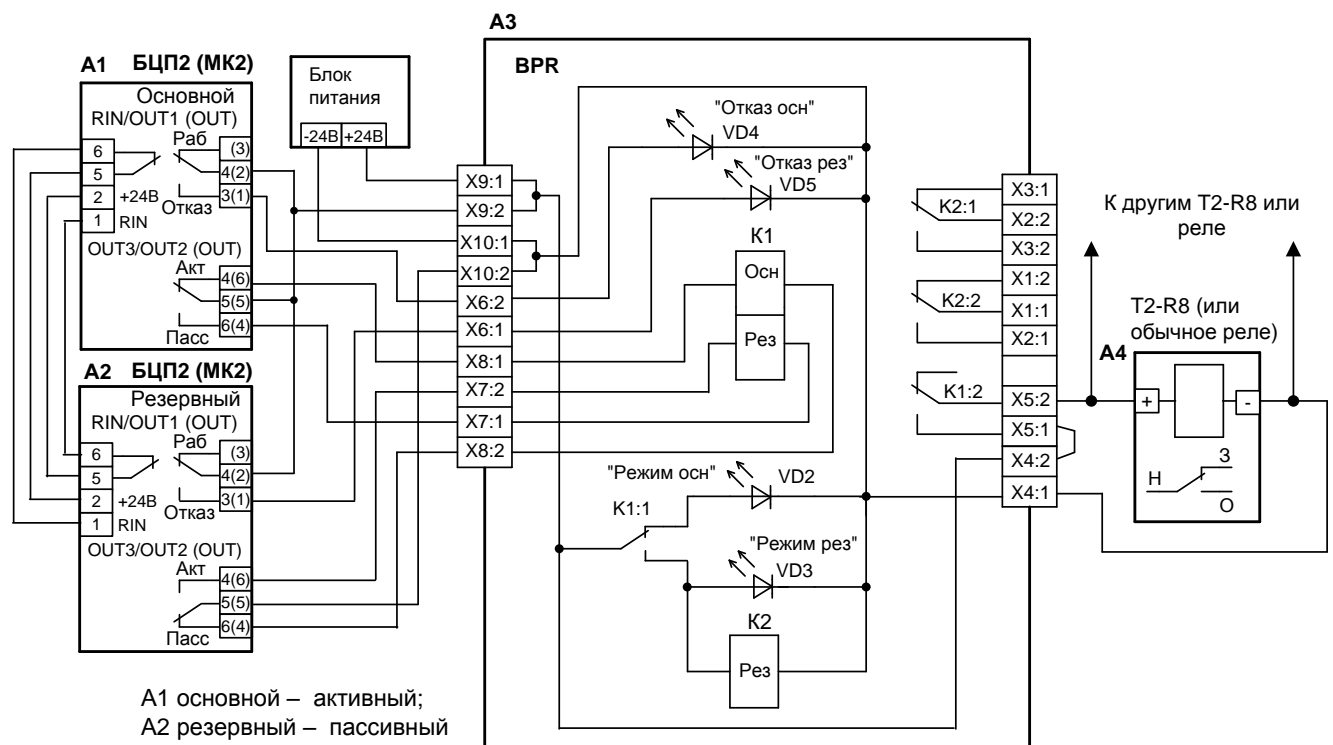 A3
BPR
A1 БЦП2 (МК2)
Основной
RIN/OUT1 (OUT)
Раб
6
5
2
1
+24В
RIN
(3)
4(2)
3(1)
Отказ
OUT3/OUT2 (OUT)
Акт
4(6)
5(5)
6(4)
Пасс
A2 БЦП2 (МК2)
Резервный
RIN/OUT1 (OUT)
Раб
6
5
2
1
+24В
RIN
(3)
4(2)
3(1)
Отказ
OUT3/OUT2 (OUT)
Акт
4(6)
5(5)
6(4)
Пасс
Блок
питания
-24В +24В
X9:1
X9:2
X10:1
X10:2
X6:2
X6:1
X8:1
X7:2
X7:1
X8:2
"Отказ осн"
VD4
"Отказ рез"
VD5
К1
Осн
Рез
"Режим осн"
VD2
K1:1
"Режим рез"
VD3
К2
Рез
K2:1
K2:2
K1:2
X3:1
X2:2
X3:2
X1:2
X1:1
X2:1
X5:2
X5:1
X4:2
X4:1
К другим T2-R8 или
реле
T2-R8 (или
обычное реле)
A4
+
-
Н
З
О
A1 основной – активный;
A2 резервный – пассивный